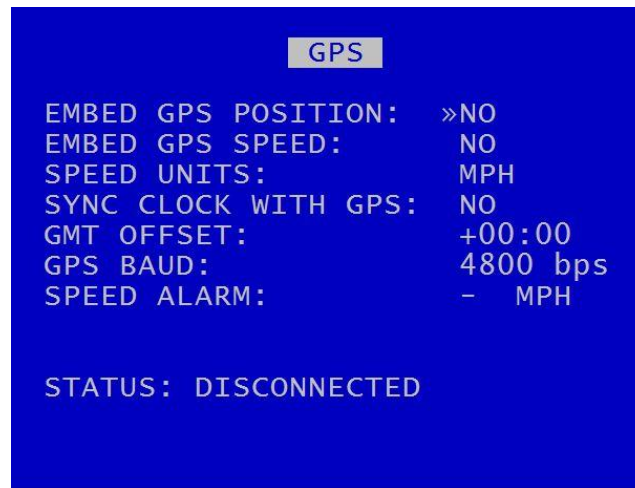 GPS
EMBED GPS POSITION: »NO
EMBED GPS SPEED: NO
SPEED UNITS: MPH
SYNC CLOCK WITH GPS: NO
GMT OFFSET: +00:00
GPS BAUD: 4800 bps
SPEED ALARM: - MPH
STATUS: DISCONNECTED